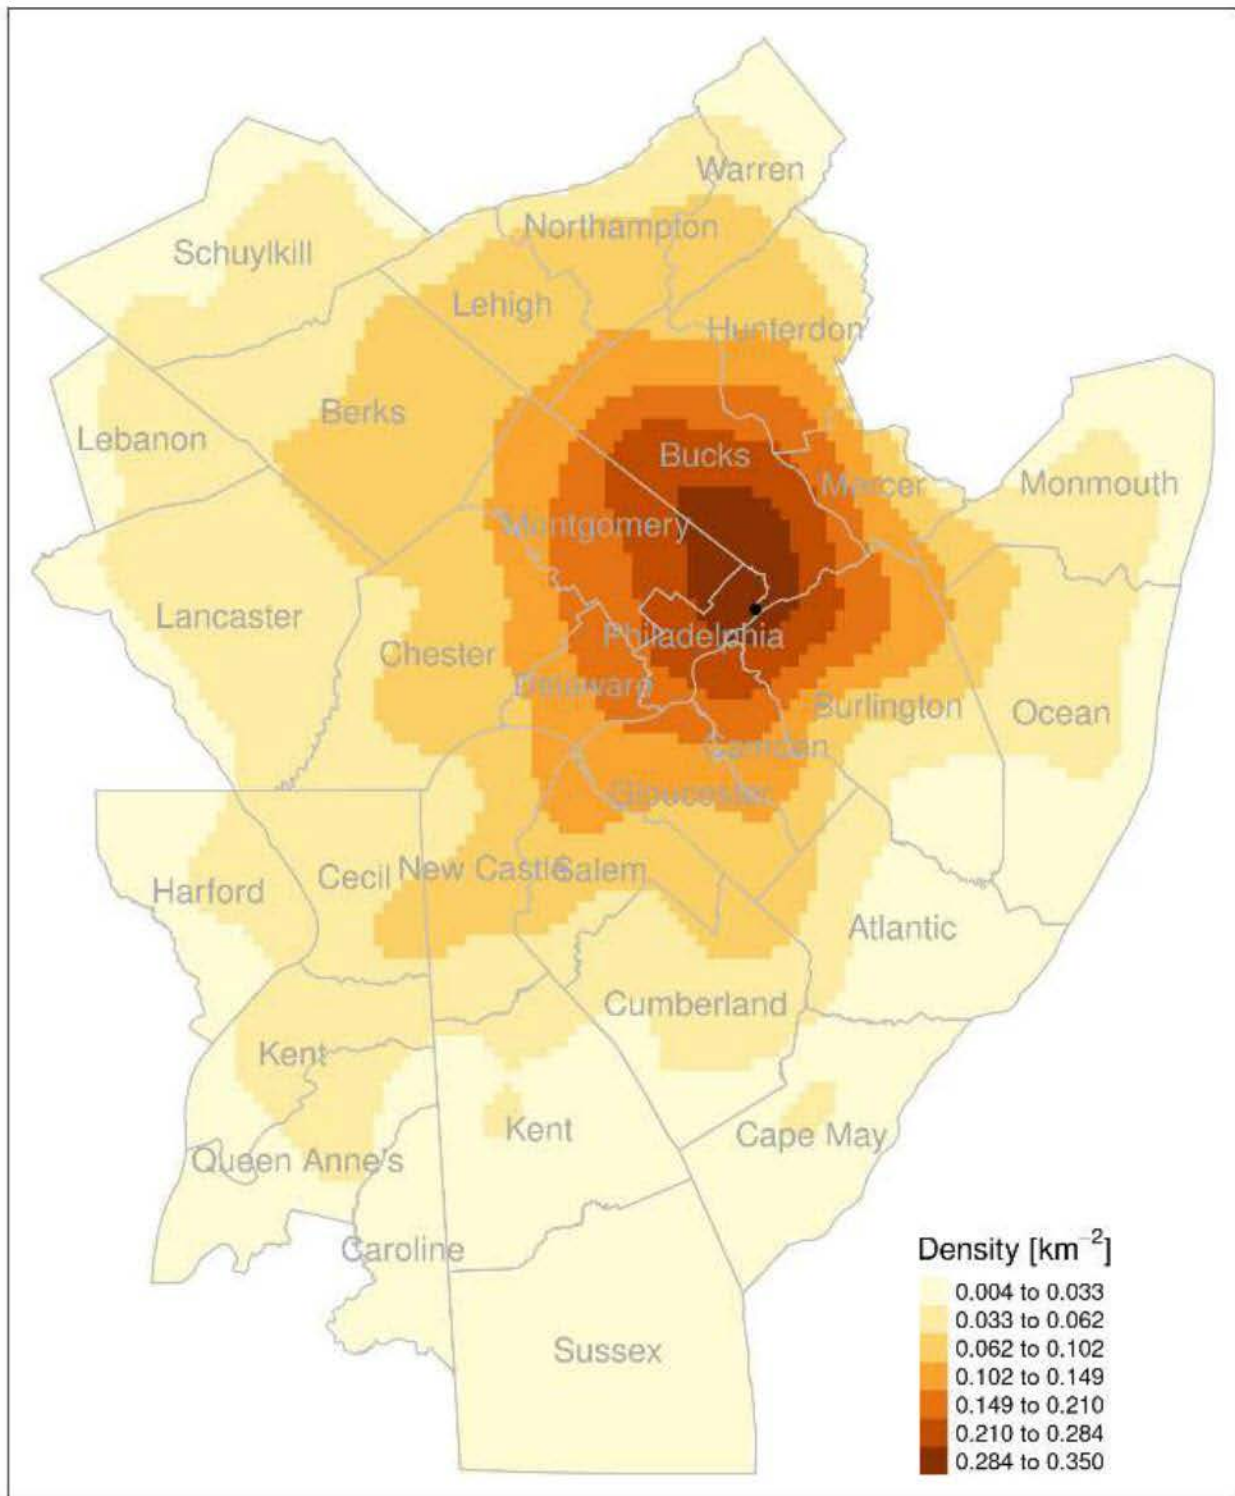 Warren
Northampton
Schuylkill
Lehigh
Hunterdon
Berks
Lebanon
Bucks
Mercer
Monmouth
Montgomery
Lancaster
Philadelphia
Chester
Delaware
Burlington
Ocean
Camden
Gloucester
Harford
Cecil
New Castle
Salem
Atlantic
Cumberland
Kent
Kent
Cape May
Queen Anne's
Caroline
Sussex
Density [km⁻²]
0.004 to 0.033
0.033 to 0.062
0.062 to 0.102
0.102 to 0.149
0.149 to 0.210
0.210 to 0.284
0.284 to 0.350